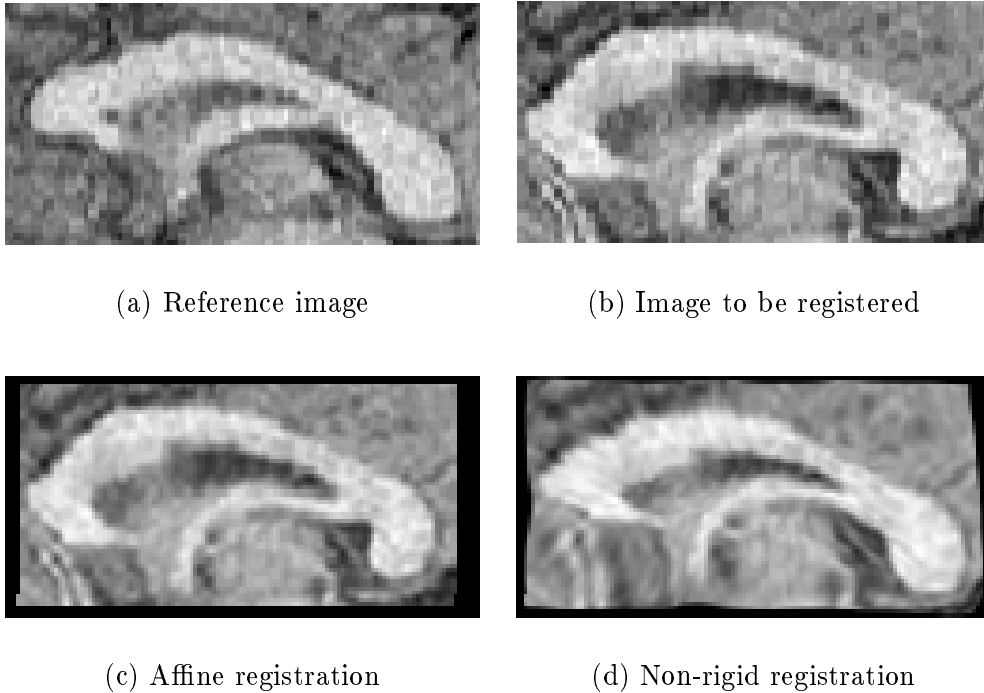 (a) Reference image
(b) Image to be registered
(c) Affine registration
(d) Non-rigid registration